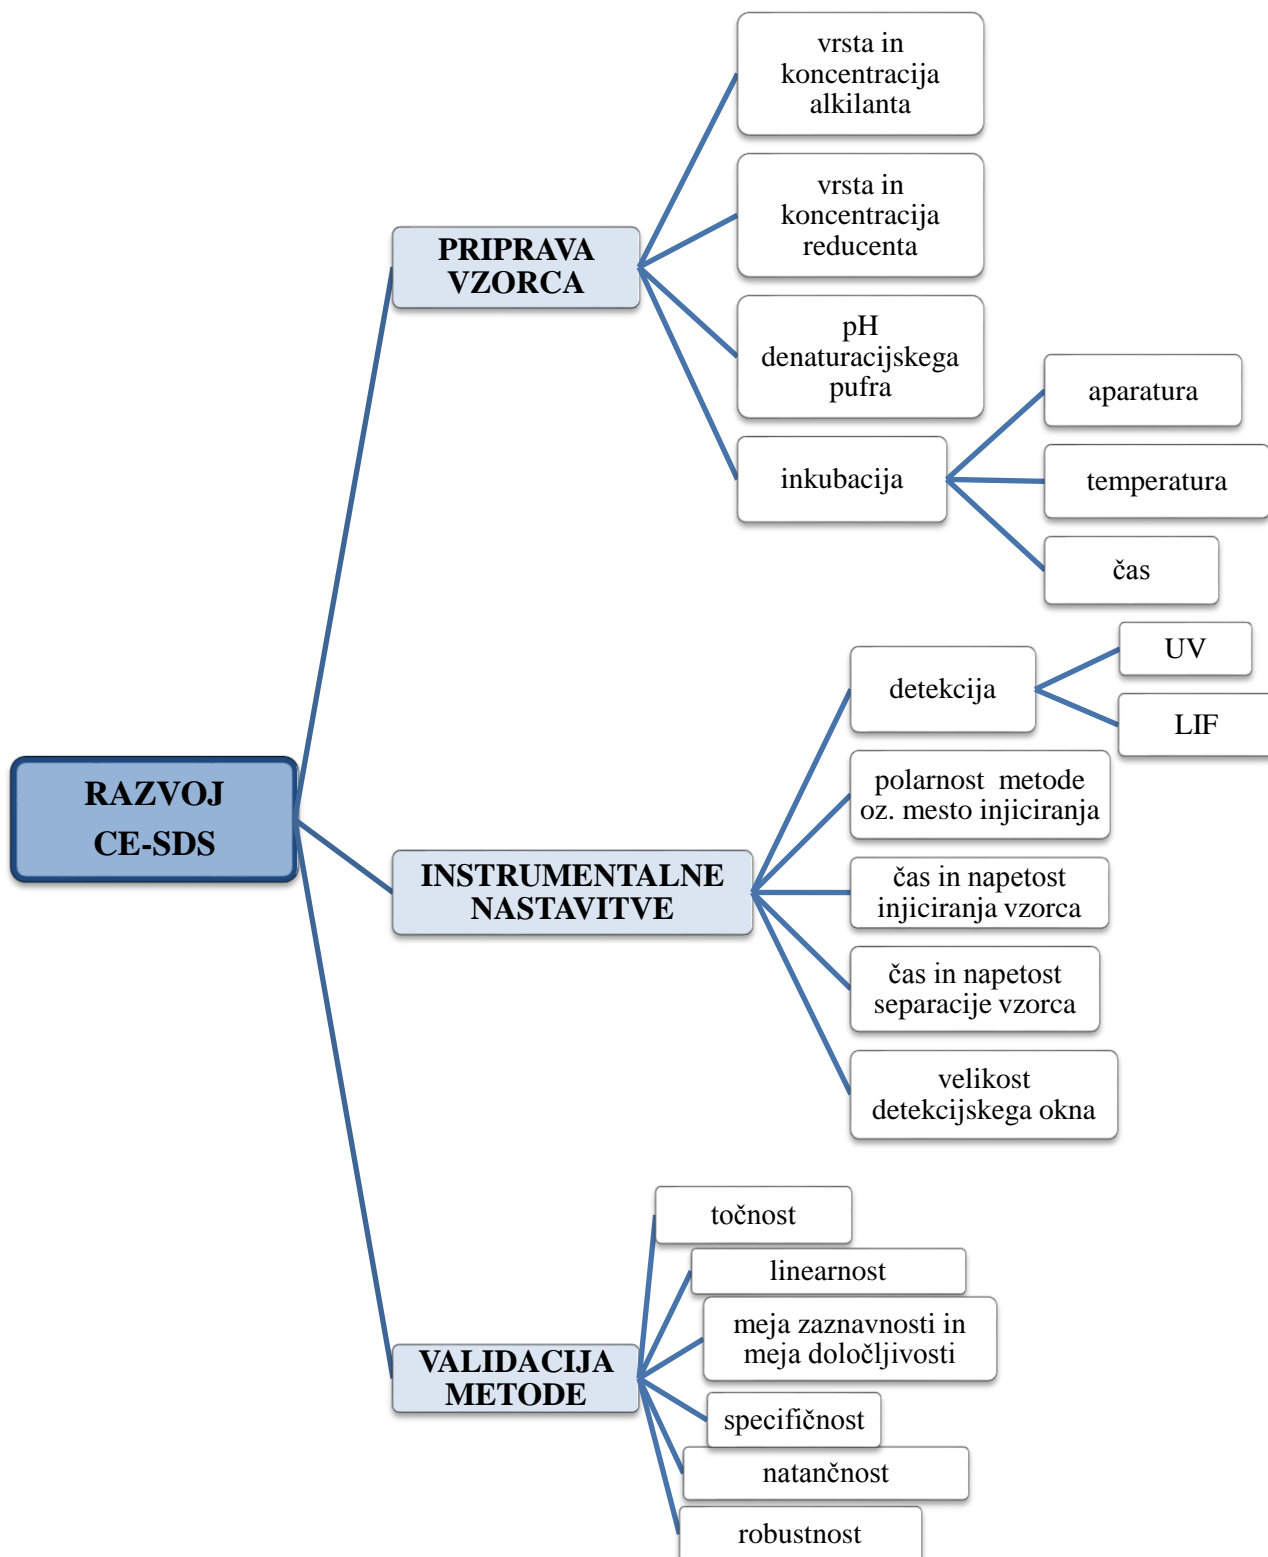 RAZVOJ
CE-SDS
PRIPRAVA
VZORCA
vrsta in
koncentracija
alkilanta
vrsta in
koncentracija
reducenta
pH
denaturacijskega
pufra
inkubacija
aparatura
temperatura
čas
INSTRUMENTALNE
NASTAVITVE
detekcija
UV
LIF
polarnost metode
oz. mesto injiciranja
čas in napetost
injiciranja vzorca
čas in napetost
separacije vzorca
velikost
detekcijskega okna
VALIDACIJA
METODE
točnost
linearnost
meja zaznavnosti in
meja določljivosti
specifičnost
natančnost
robustnost